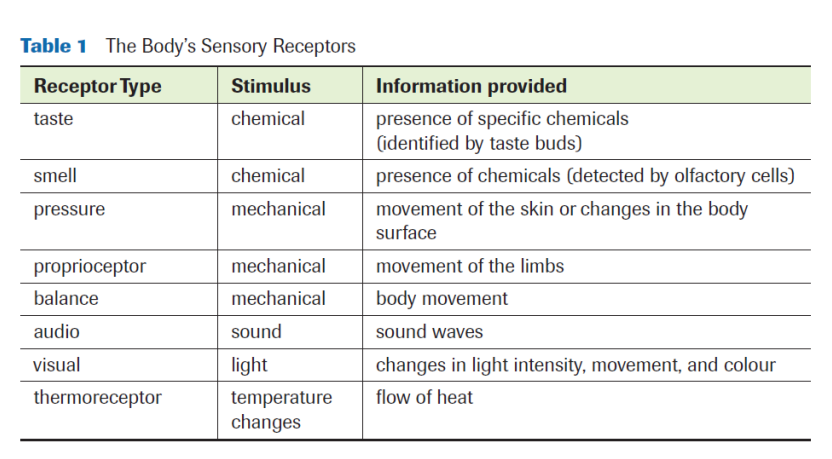 Table 1 The Body's Sensory Receptors
Receptor Type Stimulus Information provided
taste chemical presence of specific chemicals
(identified by taste buds)
smell chemical presence of chemicals (detected by olfactory cells)
pressure mechanical movement of the skin or changes in the body
surface
proprioceptor mechanical movement of the limbs
balance mechanical body movement
audio sound sound waves
visual light changes in light intensity, movement, and colour
thermoreceptor temperature flow of heat
changes